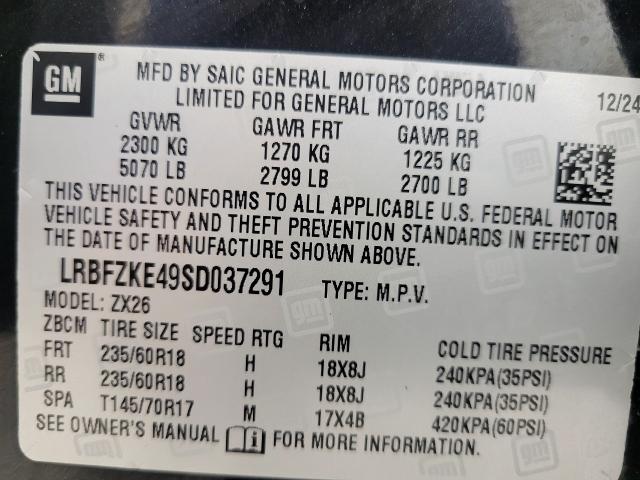 GM ®
MFD BY SAIC GENERAL MOTORS CORPORATION
LIMITED FOR GENERAL MOTORS LLC 12/24
GVWR GAWR FRT GAWR RR
2300 KG 1270 KG 1225 KG
5070 LB 2799 LB 2700 LB
THIS VEHICLE CONFORMS TO ALL APPLICABLE U.S. FEDERAL MOTOR
VEHICLE SAFETY AND THEFT PREVENTION STANDARDS IN EFFECT ON
THE DATE OF MANUFACTURE SHOWN ABOVE.
LRBFZKE49SD037291 TYPE: M.P.V.
MODEL: ZX26
ZBCM TIRE SIZE SPEED RTG RIM COLD TIRE PRESSURE
FRT 235/60R18 H 18X8J 240KPA(35PSI)
RR 235/60R18 H 18X8J 240KPA(35PSI)
SPA T145/70R17 M 17X4B 420KPA(60PSI)
SEE OWNER'S MANUAL FOR MORE INFORMATION.